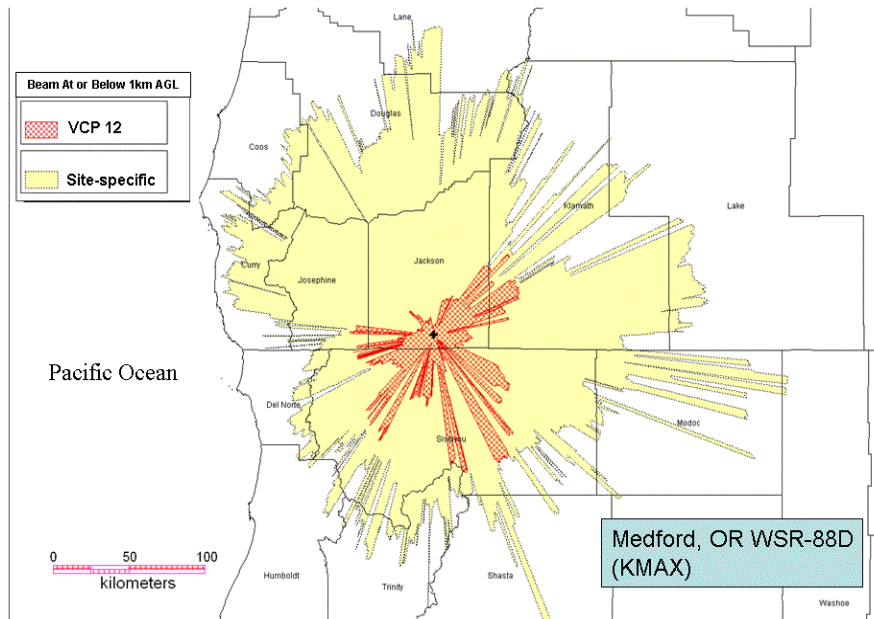 Lane
Beam At or Below 1km AGL
VCP 12
Site-specific
Douglas
Coos
Klamath
Lake
Curry
Josephine
Jackson
Pacific Ocean
Del Norte
Siskiyou
Modoc
0 50 100
kilometers
Medford, OR WSR-88D
(KMAX)
Humboldt
Trinity
Shasta
Washoe